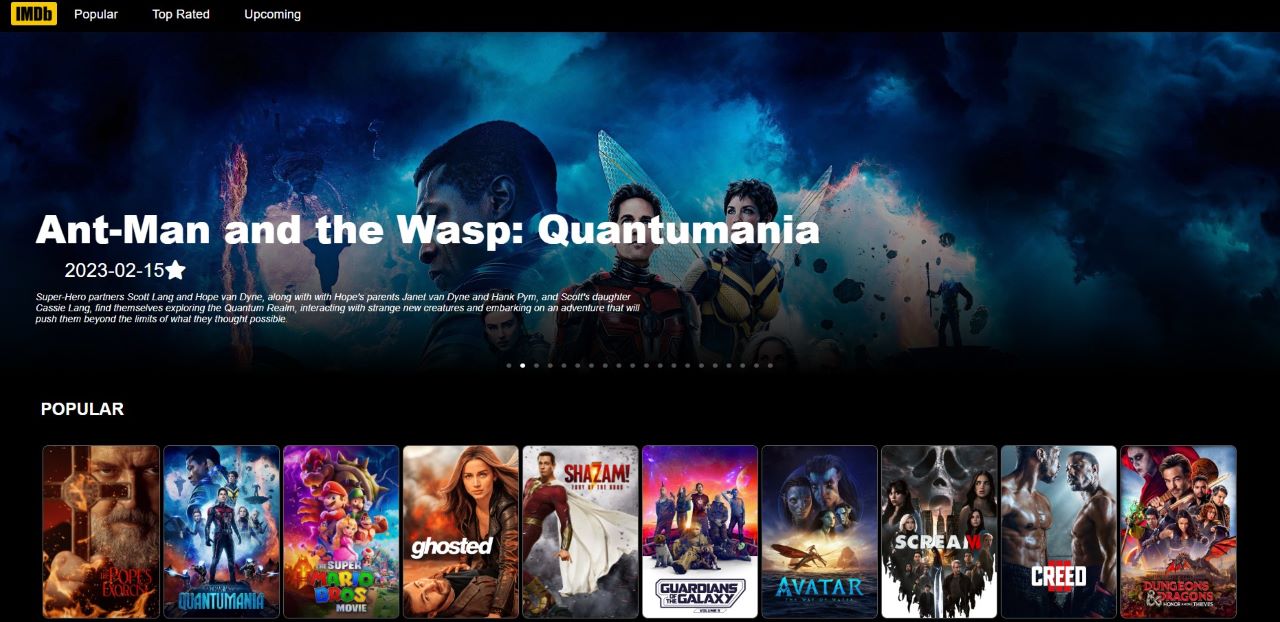 IMDb
Popular
Top Rated
Upcoming
Ant-Man and the Wasp: Quantumania
2023-02-15
Super-Hero partners Scott Lang and Hope van Dyne, along with with Hope's parents Janet van Dyne and Hank Pym, and Scott's daughter
Cassie Lang, find themselves exploring the Quantum Realm, interacting with strange new creatures and embarking on an adventure that will
push them beyond the limits of what they thought possible.
POPULAR
THE POPE'S
EXORCIST
QUANTUMANIA
THE SUPER
MARIO
BROS
MOVIE
ghosted
SHAZAM!
FURY OF THE GODS
GUARDIANS
OF THE GALAXY
VOLUME 3
AVATAR
THE WAY OF WATER
SCREAM VI
CREED
III
DUNGEONS
& DRAGONS
HONOR AMONG THIEVES